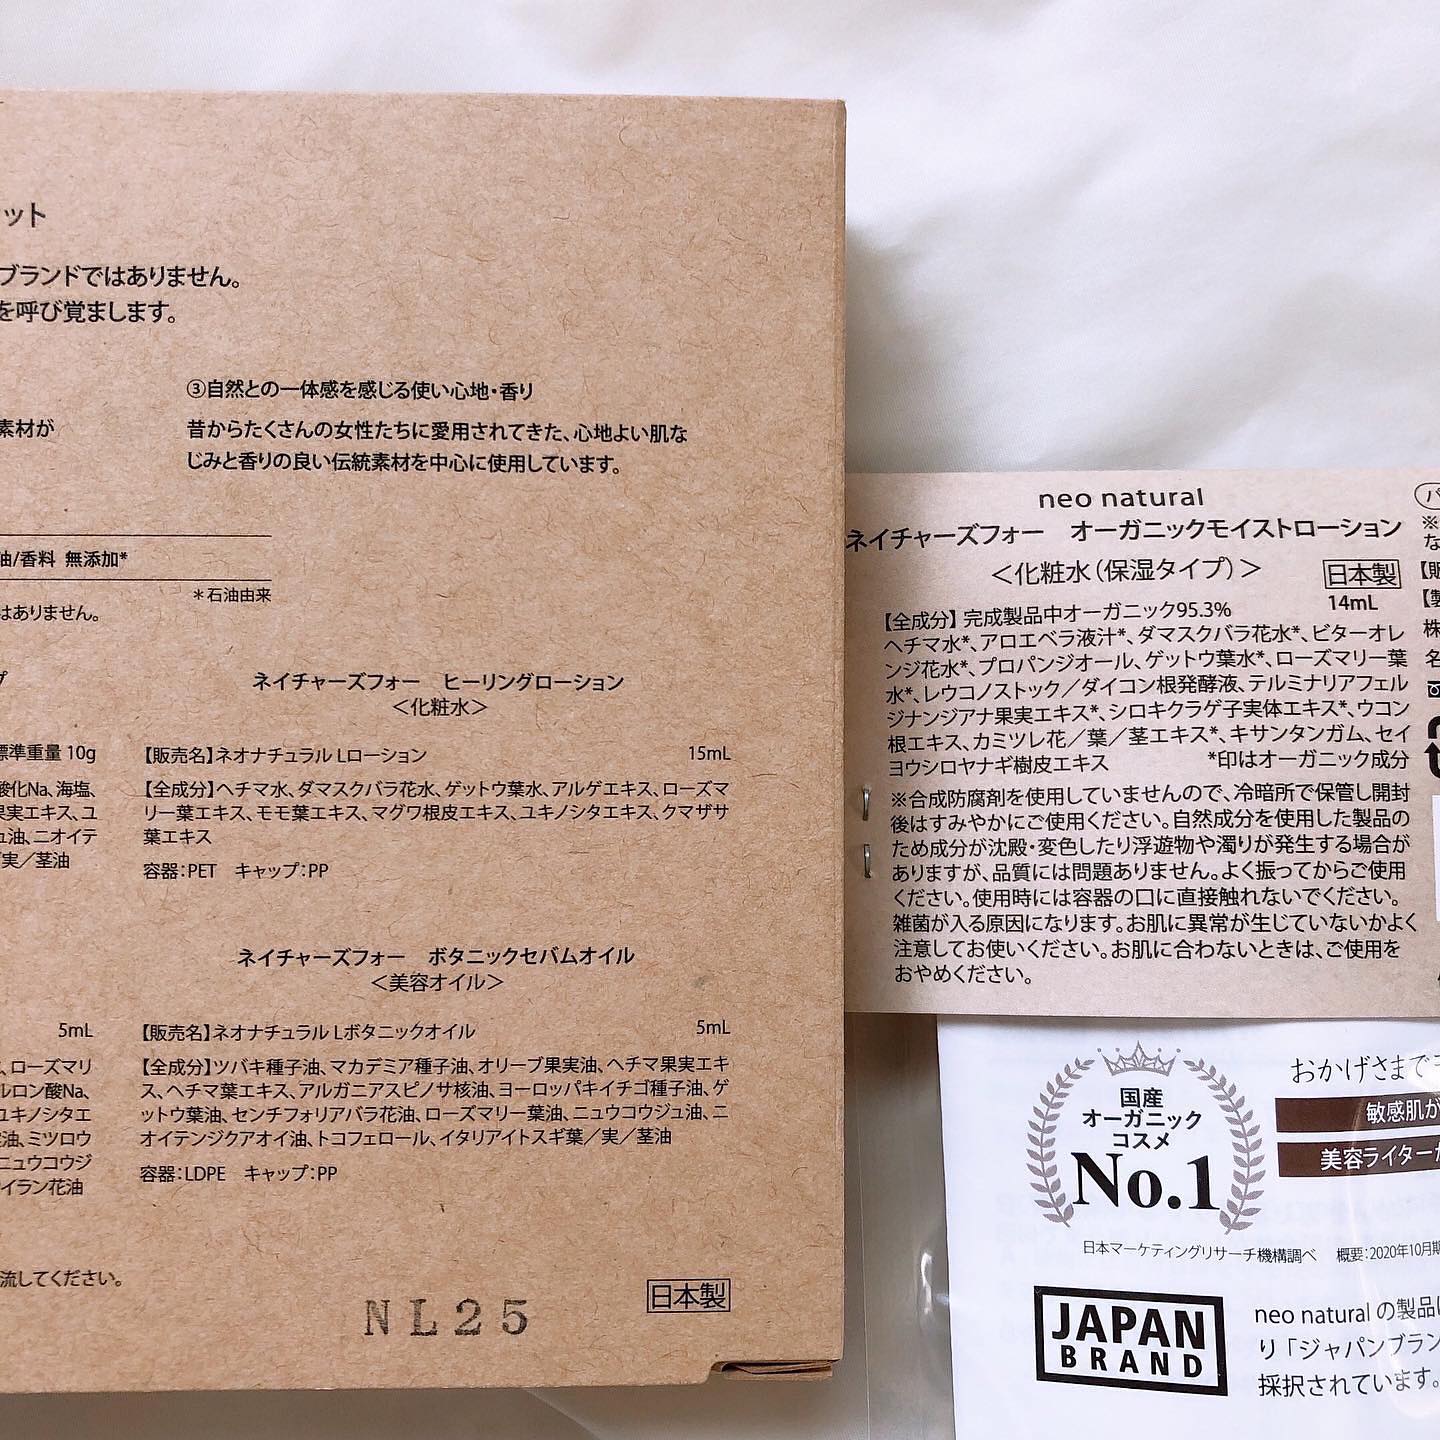 ット
ブランドではありません。
を呼び覚まします。
③自然との一体感を感じる使い心地・香り
素材が
昔からたくさんの女性たちに愛用されてきた、心地よい肌な
じみと香りの良い伝統素材を中心に使用しています。
油/香料 無添加*
＊石油由来
はありません。
ネイチャーズフォー ヒーリングローション
＜化粧水＞
標準重量 10g
【販売名】ネオナチュラル Lローション 15mL
酸化Na、海塩、
果実エキス、ユ
ュ油、ニオイテ
実／茎油
【全成分】ヘチマ水、ダマスクバラ花水、ゲットウ葉水、アルゲエキス、ローズマ
リー葉エキス、モモ葉エキス、マグワ根皮エキス、ユキノシタエキス、クマザサ
葉エキス
容器：PET キャップ：PP
ネイチャーズフォー ボタニックセバムオイル
＜美容オイル＞
5mL
【販売名】ネオナチュラル Lボタニックオイル 5mL
、ローズマリ
ルロン酸Na、
ユキノシタエ
油、ミツロウ
ニュウコウジ
イラン花油
【全成分】ツバキ種子油、マカデミア種子油、オリーブ果実油、ヘチマ果実エキ
ス、ヘチマ葉エキス、アルガニアスピノサ核油、ヨーロッパキイチゴ種子油、ゲ
ットウ葉油、センチフォリアバラ花油、ローズマリー葉油、ニュウコウジュ油、ニ
オイテンジクアオイ油、トコフェロール、イタリアイトスギ葉／実／茎油
容器：LDPE キャップ：PP
流してください。
NL25
日本製
neo natural
ネイチャーズフォー オーガニックモイストローション
＜化粧水（保湿タイプ）＞
日本製
14mL
【全成分】完成製品中オーガニック95.3%
ヘチマ水*、アロエベラ液汁*、ダマスクバラ花水*、ビターオレ
ンジ花水*、プロパンジオール、ゲットウ葉水*、ローズマリー葉
水*、レウコノストック／ダイコン根発酵液、テルミナリアフェル
ジナンジアナ果実エキス*、シロキクラゲ子実体エキス*、ウコン
根エキス、カミツレ花／葉／茎エキス*、キサンタンガム、セイ
ヨウシロヤナギ樹皮エキス *印はオーガニック成分
※合成防腐剤を使用していませんので、冷暗所で保管し開封
後はすみやかにご使用ください。自然成分を使用した製品の
ため成分が沈殿・変色したり浮遊物や濁りが発生する場合が
ありますが、品質には問題ありません。よく振ってからご使用
ください。使用時には容器の口に直接触れないでください。
雑菌が入る原因になります。お肌に異常が生じていないかよく
注意してお使いください。お肌に合わないときは、ご使用を
おやめください。
※
な
【販
【製
株
名
国産
オーガニック
コスメ
No.1
おかげさまで
敏感肌が
美容ライターが
日本マーケティングリサーチ機構調べ 概要：2020年10月期
JAPAN
BRAND
neo natural の製品は
り「ジャパンブラン
採択されています。